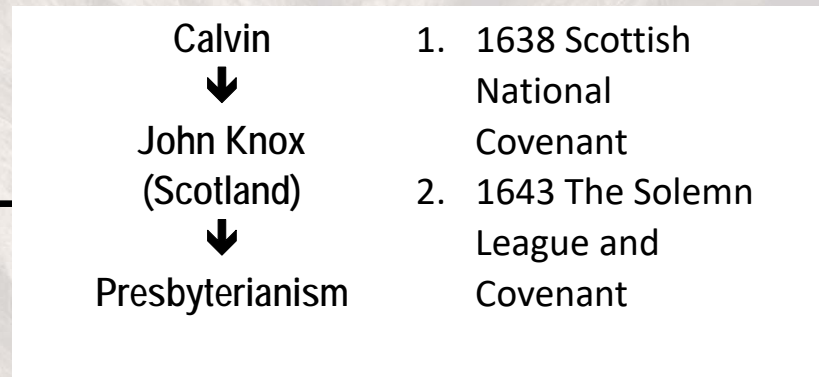 Calvin
🡻
John Knox
(Scotland)
🡻
Presbyterianism
1. 1638 Scottish
National
Covenant
2. 1643 The Solemn
League and
Covenant